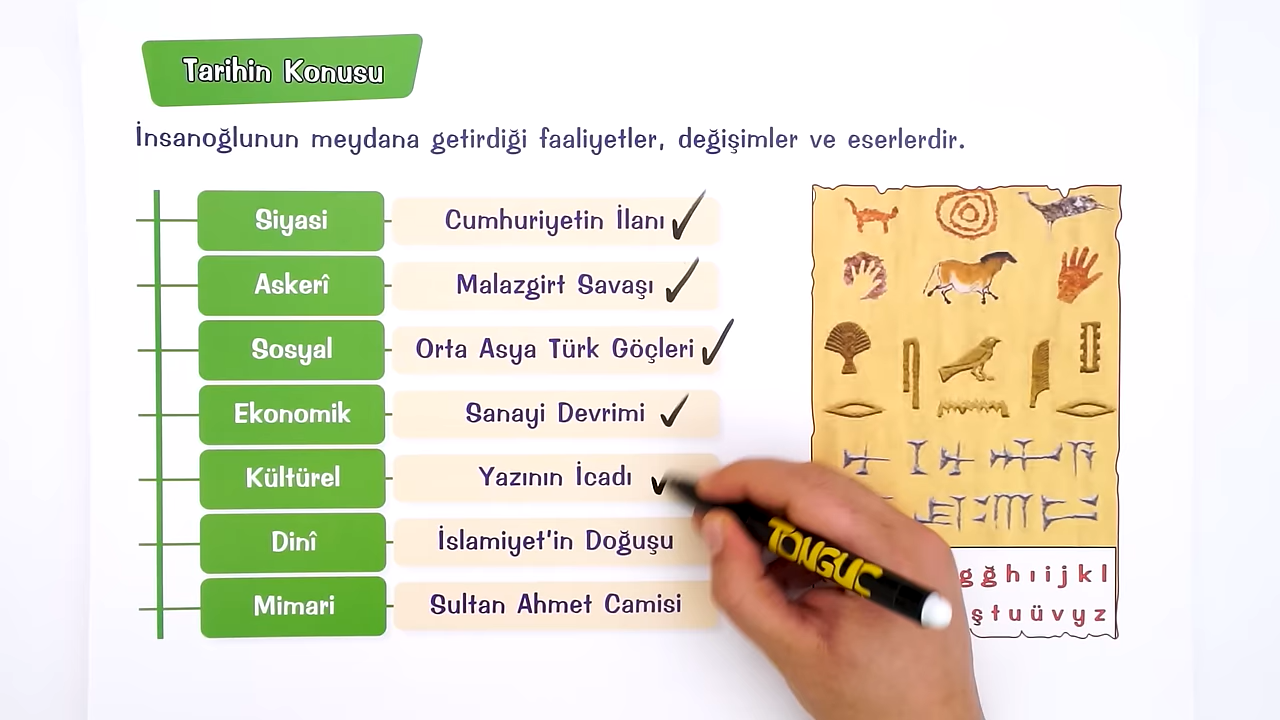 Tarihin Konusu
İnsanoğlunun meydana getirdiği faaliyetler, değişimler ve eserlerdir.
Siyasi Cumhuriyetin İlanı
Askerî Malazgirt Savaşı
Sosyal Orta Asya Türk Göçleri
Ekonomik Sanayi Devrimi
Kültürel Yazının İcadı
Dinî İslamiyet'in Doğuşu
Mimari Sultan Ahmet Camisi
g ğ h ı i j k l
ş t u ü v y z
TONGUÇ